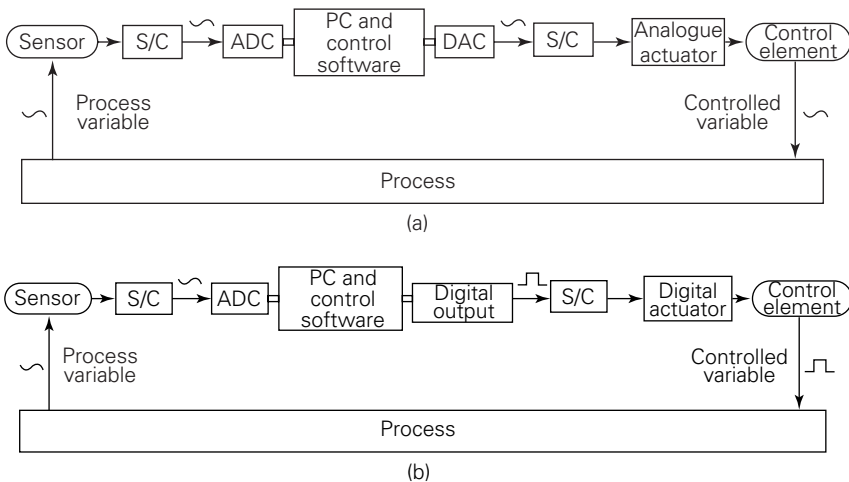 Sensor
S/C
ADC
PC and
control
software
DAC
S/C
Analogue
actuator
Control
element
Process
variable
Controlled
variable
Process
(a)
Sensor
S/C
ADC
PC and
control
software
Digital
output
S/C
Digital
actuator
Control
element
Process
variable
Controlled
variable
Process
(b)